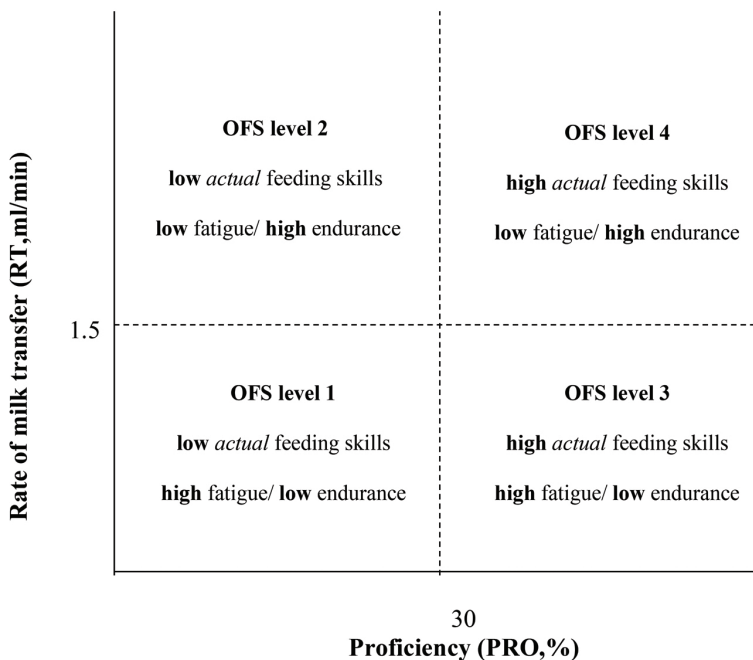 Rate of milk transfer (RT,ml/min)
OFS level 2
low actual feeding skills
low fatigue/ high endurance
OFS level 4
high actual feeding skills
low fatigue/ high endurance
1.5
OFS level 1
low actual feeding skills
high fatigue/ low endurance
OFS level 3
high actual feeding skills
high fatigue/ low endurance
30
Proficiency (PRO,%)